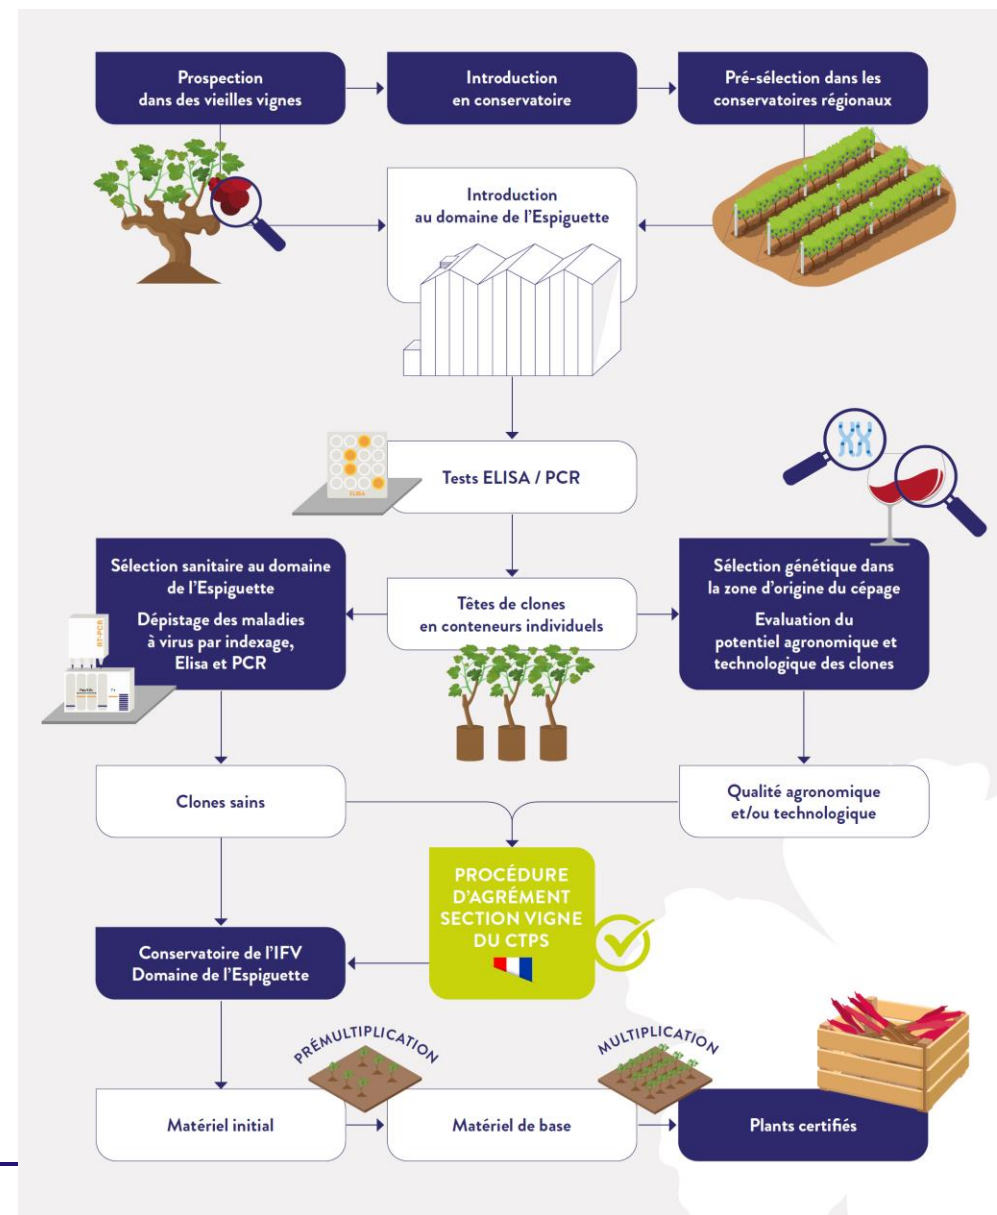 Prospection
dans des vieilles vignes
Introduction
en conservatoire
Pré-sélection dans les
conservatoires régionaux
Introduction
au domaine de l'Espiguette
ELISA
Tests ELISA / PCR
Sélection sanitaire au domaine
de l'Espiguette
Dépistage des maladies
à virus par indexage,
Elisa et PCR
RT-PCR
Têtes de clones
en conteneurs individuels
Sélection génétique dans
la zone d'origine du cépage
Evaluation du
potentiel agronomique et
technologique des clones
Clones sains
Qualité agronomique
et/ou technologique
PROCÉDURE
D'AGRÉMENT
SECTION VIGNE
DU CTPS
Conservatoire de l'IFV
Domaine de l'Espiguette
PRÉMULTIPLICATION
MULTIPLICATION
Matériel initial
Matériel de base
Plants certifiés